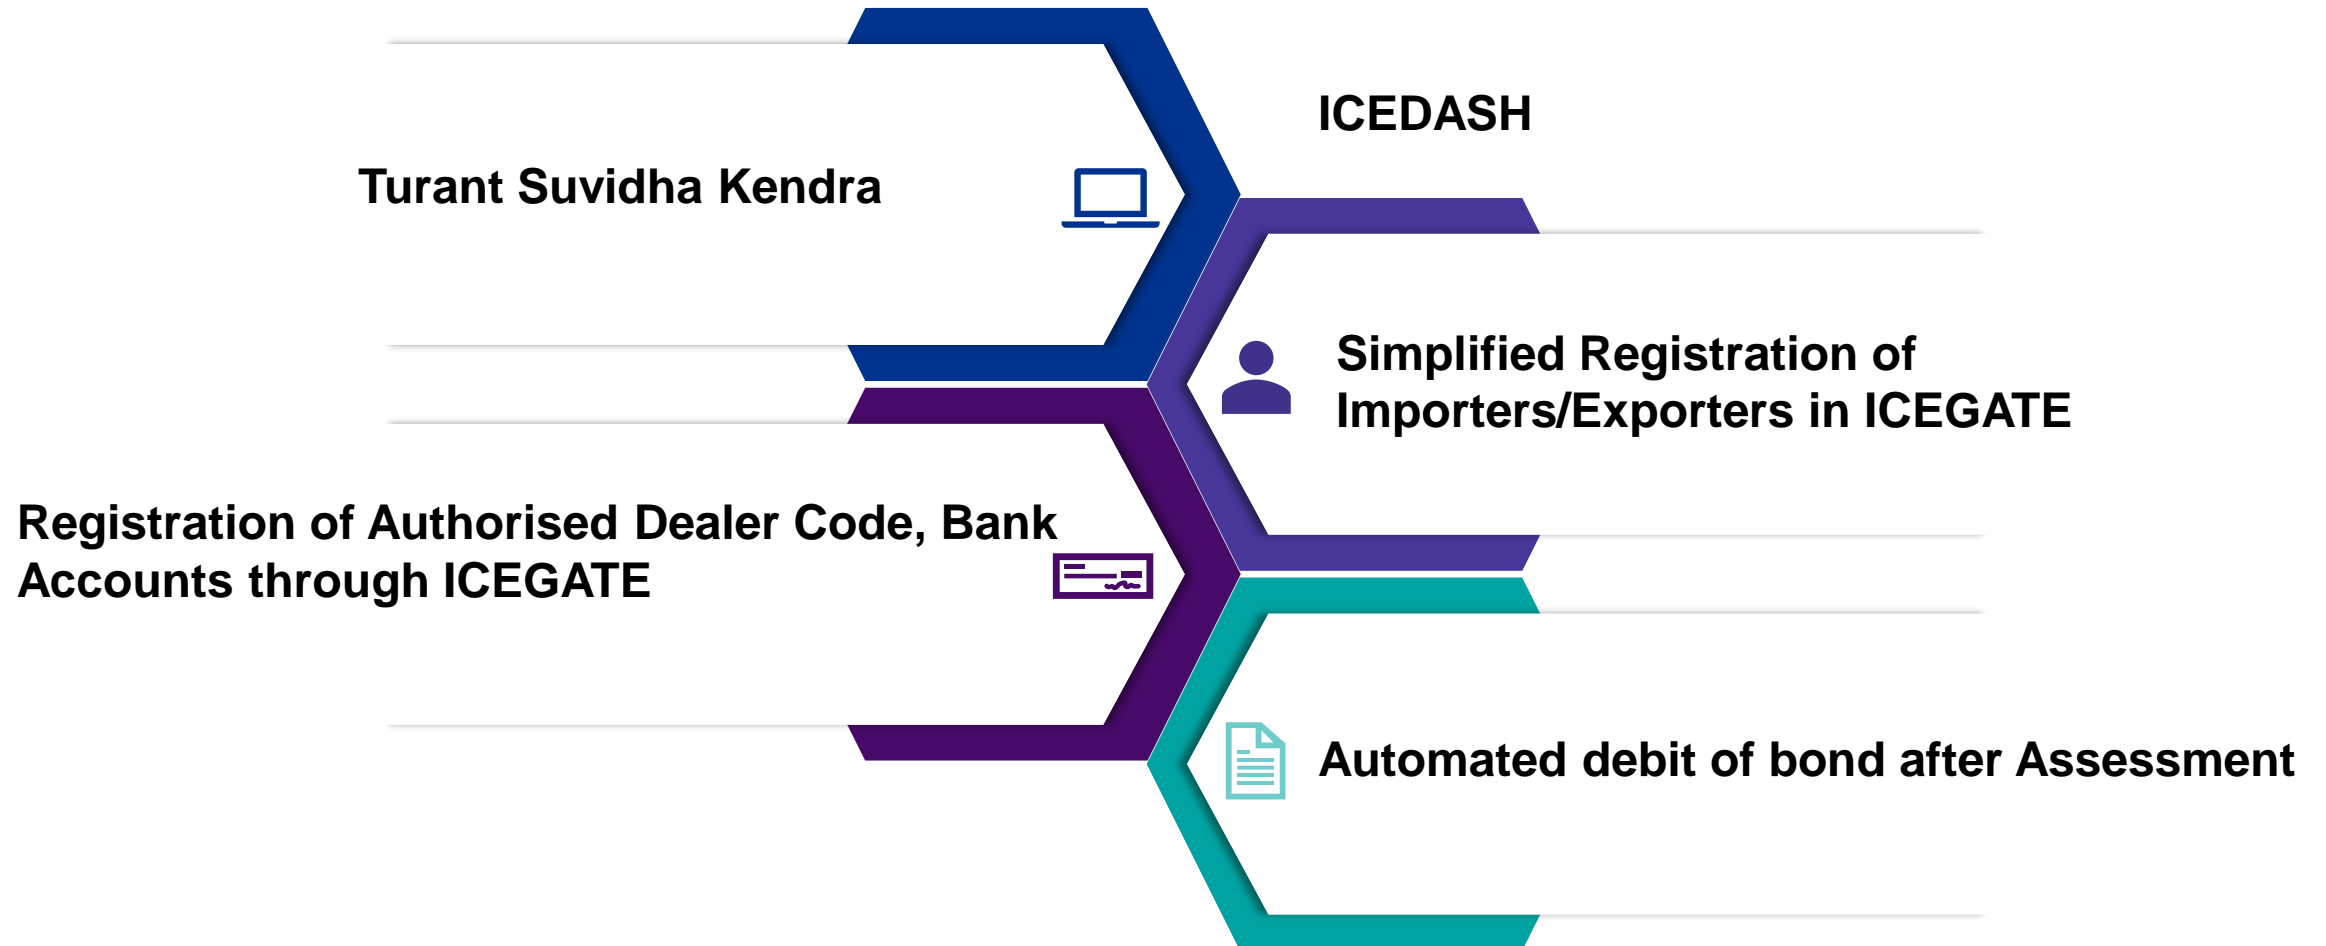 ICEDASH
Turant Suvidha Kendra
Simplified Registration of
Importers/Exporters in ICEGATE
Registration of Authorised Dealer Code, Bank
Accounts through ICEGATE
Automated debit of bond after Assessment